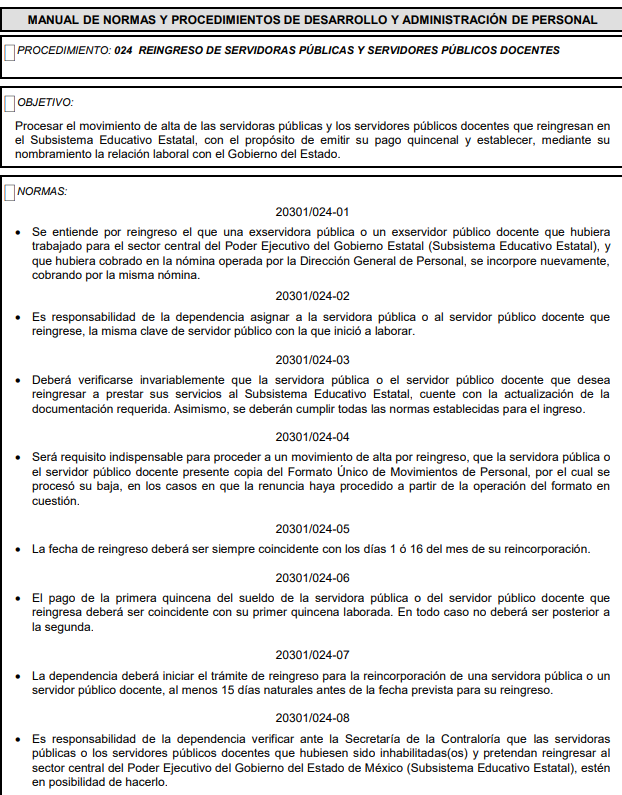 MANUAL DE NORMAS Y PROCEDIMIENTOS DE DESARROLLO Y ADMINISTRACIÓN DE PERSONAL
PROCEDIMIENTO: 024 REINGRESO DE SERVIDORAS PÚBLICAS Y SERVIDORES PÚBLICOS DOCENTES
OBJETIVO:
Procesar el movimiento de alta de las servidoras públicas y los servidores públicos docentes que reingresan en
el Subsistema Educativo Estatal, con el propósito de emitir su pago quincenal y establecer, mediante su
nombramiento la relación laboral con el Gobierno del Estado.
NORMAS:
20301/024-01
• Se entiende por reingreso el que una exservidora pública o un exservidor público docente que hubiera
trabajado para el sector central del Poder Ejecutivo del Gobierno Estatal (Subsistema Educativo Estatal), y
que hubiera cobrado en la nómina operada por la Dirección General de Personal, se incorpore nuevamente,
cobrando por la misma nómina.
20301/024-02
• Es responsabilidad de la dependencia asignar a la servidora pública o al servidor público docente que
reingrese, la misma clave de servidor público con la que inició a laborar.
20301/024-03
• Deberá verificarse invariablemente que la servidora pública o el servidor público docente que desea
reingresar a prestar sus servicios al Subsistema Educativo Estatal, cuente con la actualización de la
documentación requerida. Asimismo, se deberán cumplir todas las normas establecidas para el ingreso.
20301/024-04
• Será requisito indispensable para proceder a un movimiento de alta por reingreso, que la servidora pública o
el servidor público docente presente copia del Formato Único de Movimientos de Personal, por el cual se
procesó su baja, en los casos en que la renuncia haya procedido a partir de la operación del formato en
cuestión.
20301/024-05
• La fecha de reingreso deberá ser siempre coincidente con los días 1 ó 16 del mes de su reincorporación.
20301/024-06
• El pago de la primera quincena del sueldo de la servidora pública o del servidor público docente que
reingresa deberá ser coincidente con su primer quincena laborada. En todo caso no deberá ser posterior a
la segunda.
20301/024-07
• La dependencia deberá iniciar el trámite de reingreso para la reincorporación de una servidora pública o un
servidor público docente, al menos 15 días naturales antes de la fecha prevista para su reingreso.
20301/024-08
• Es responsabilidad de la dependencia verificar ante la Secretaría de la Contraloría que las servidoras
públicas o los servidores públicos docentes que hubiesen sido inhabilitadas(os) y pretendan reingresar al
sector central del Poder Ejecutivo del Gobierno del Estado de México (Subsistema Educativo Estatal), estén
en posibilidad de hacerlo.